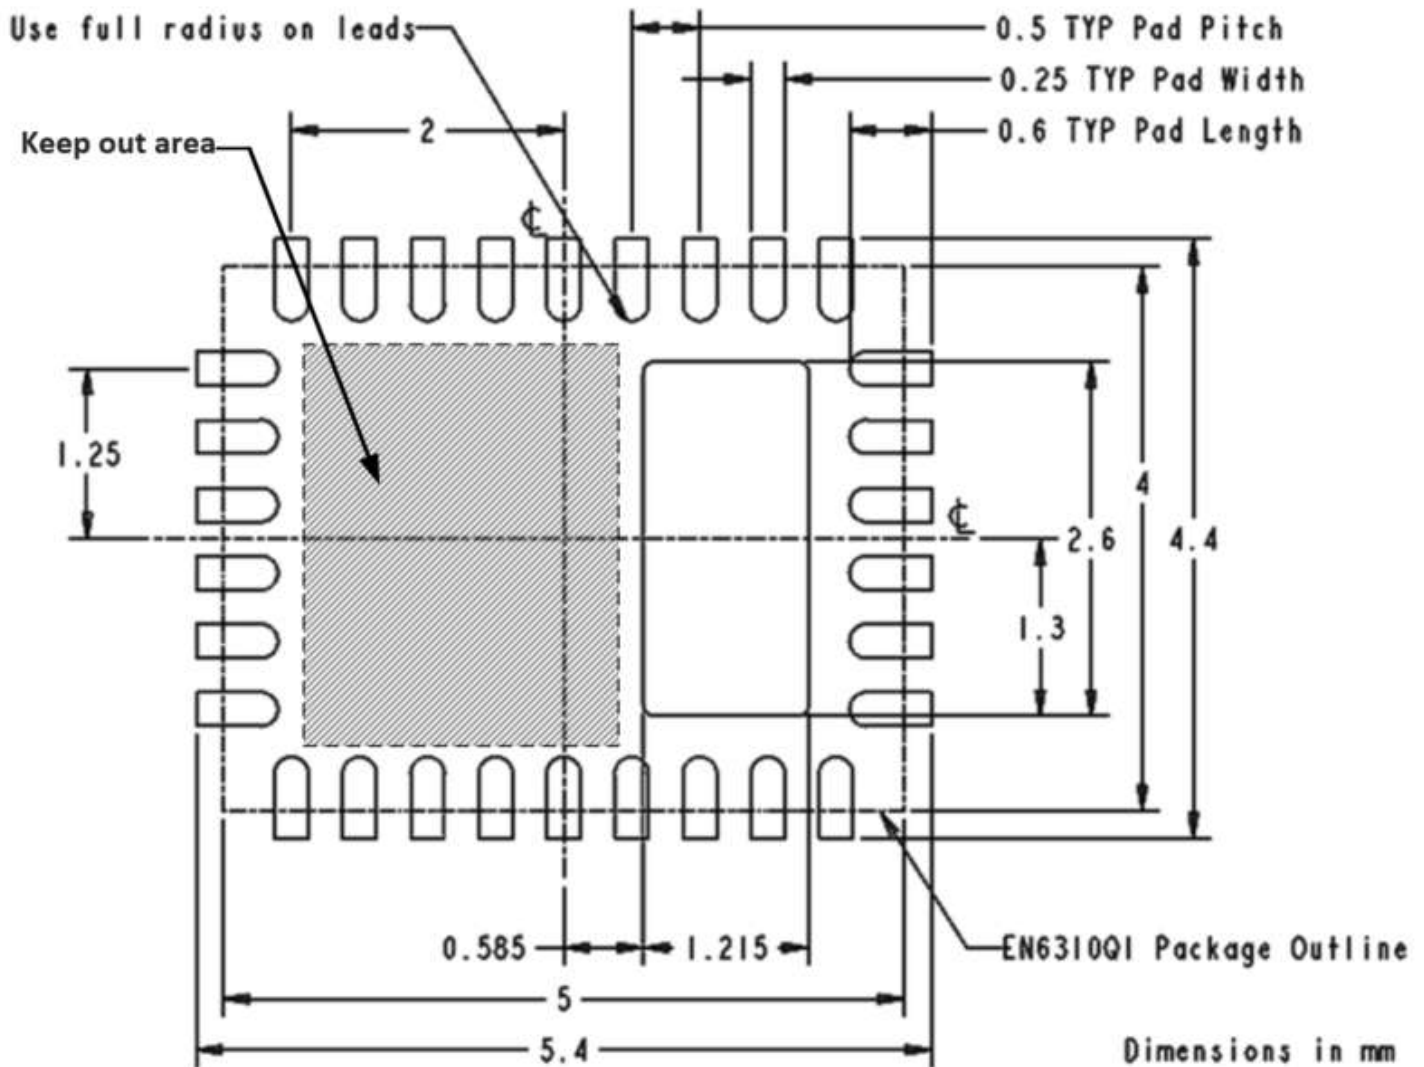 Use full radius on leads
0.5 TYP Pad Pitch
0.25 TYP Pad Width
2
0.6 TYP Pad Length
Keep out area
℄
1.25
℄
4
2.6
4.4
1.3
0.585
1.215
EN6310QI Package Outline
5
5.4
Dimensions in mm